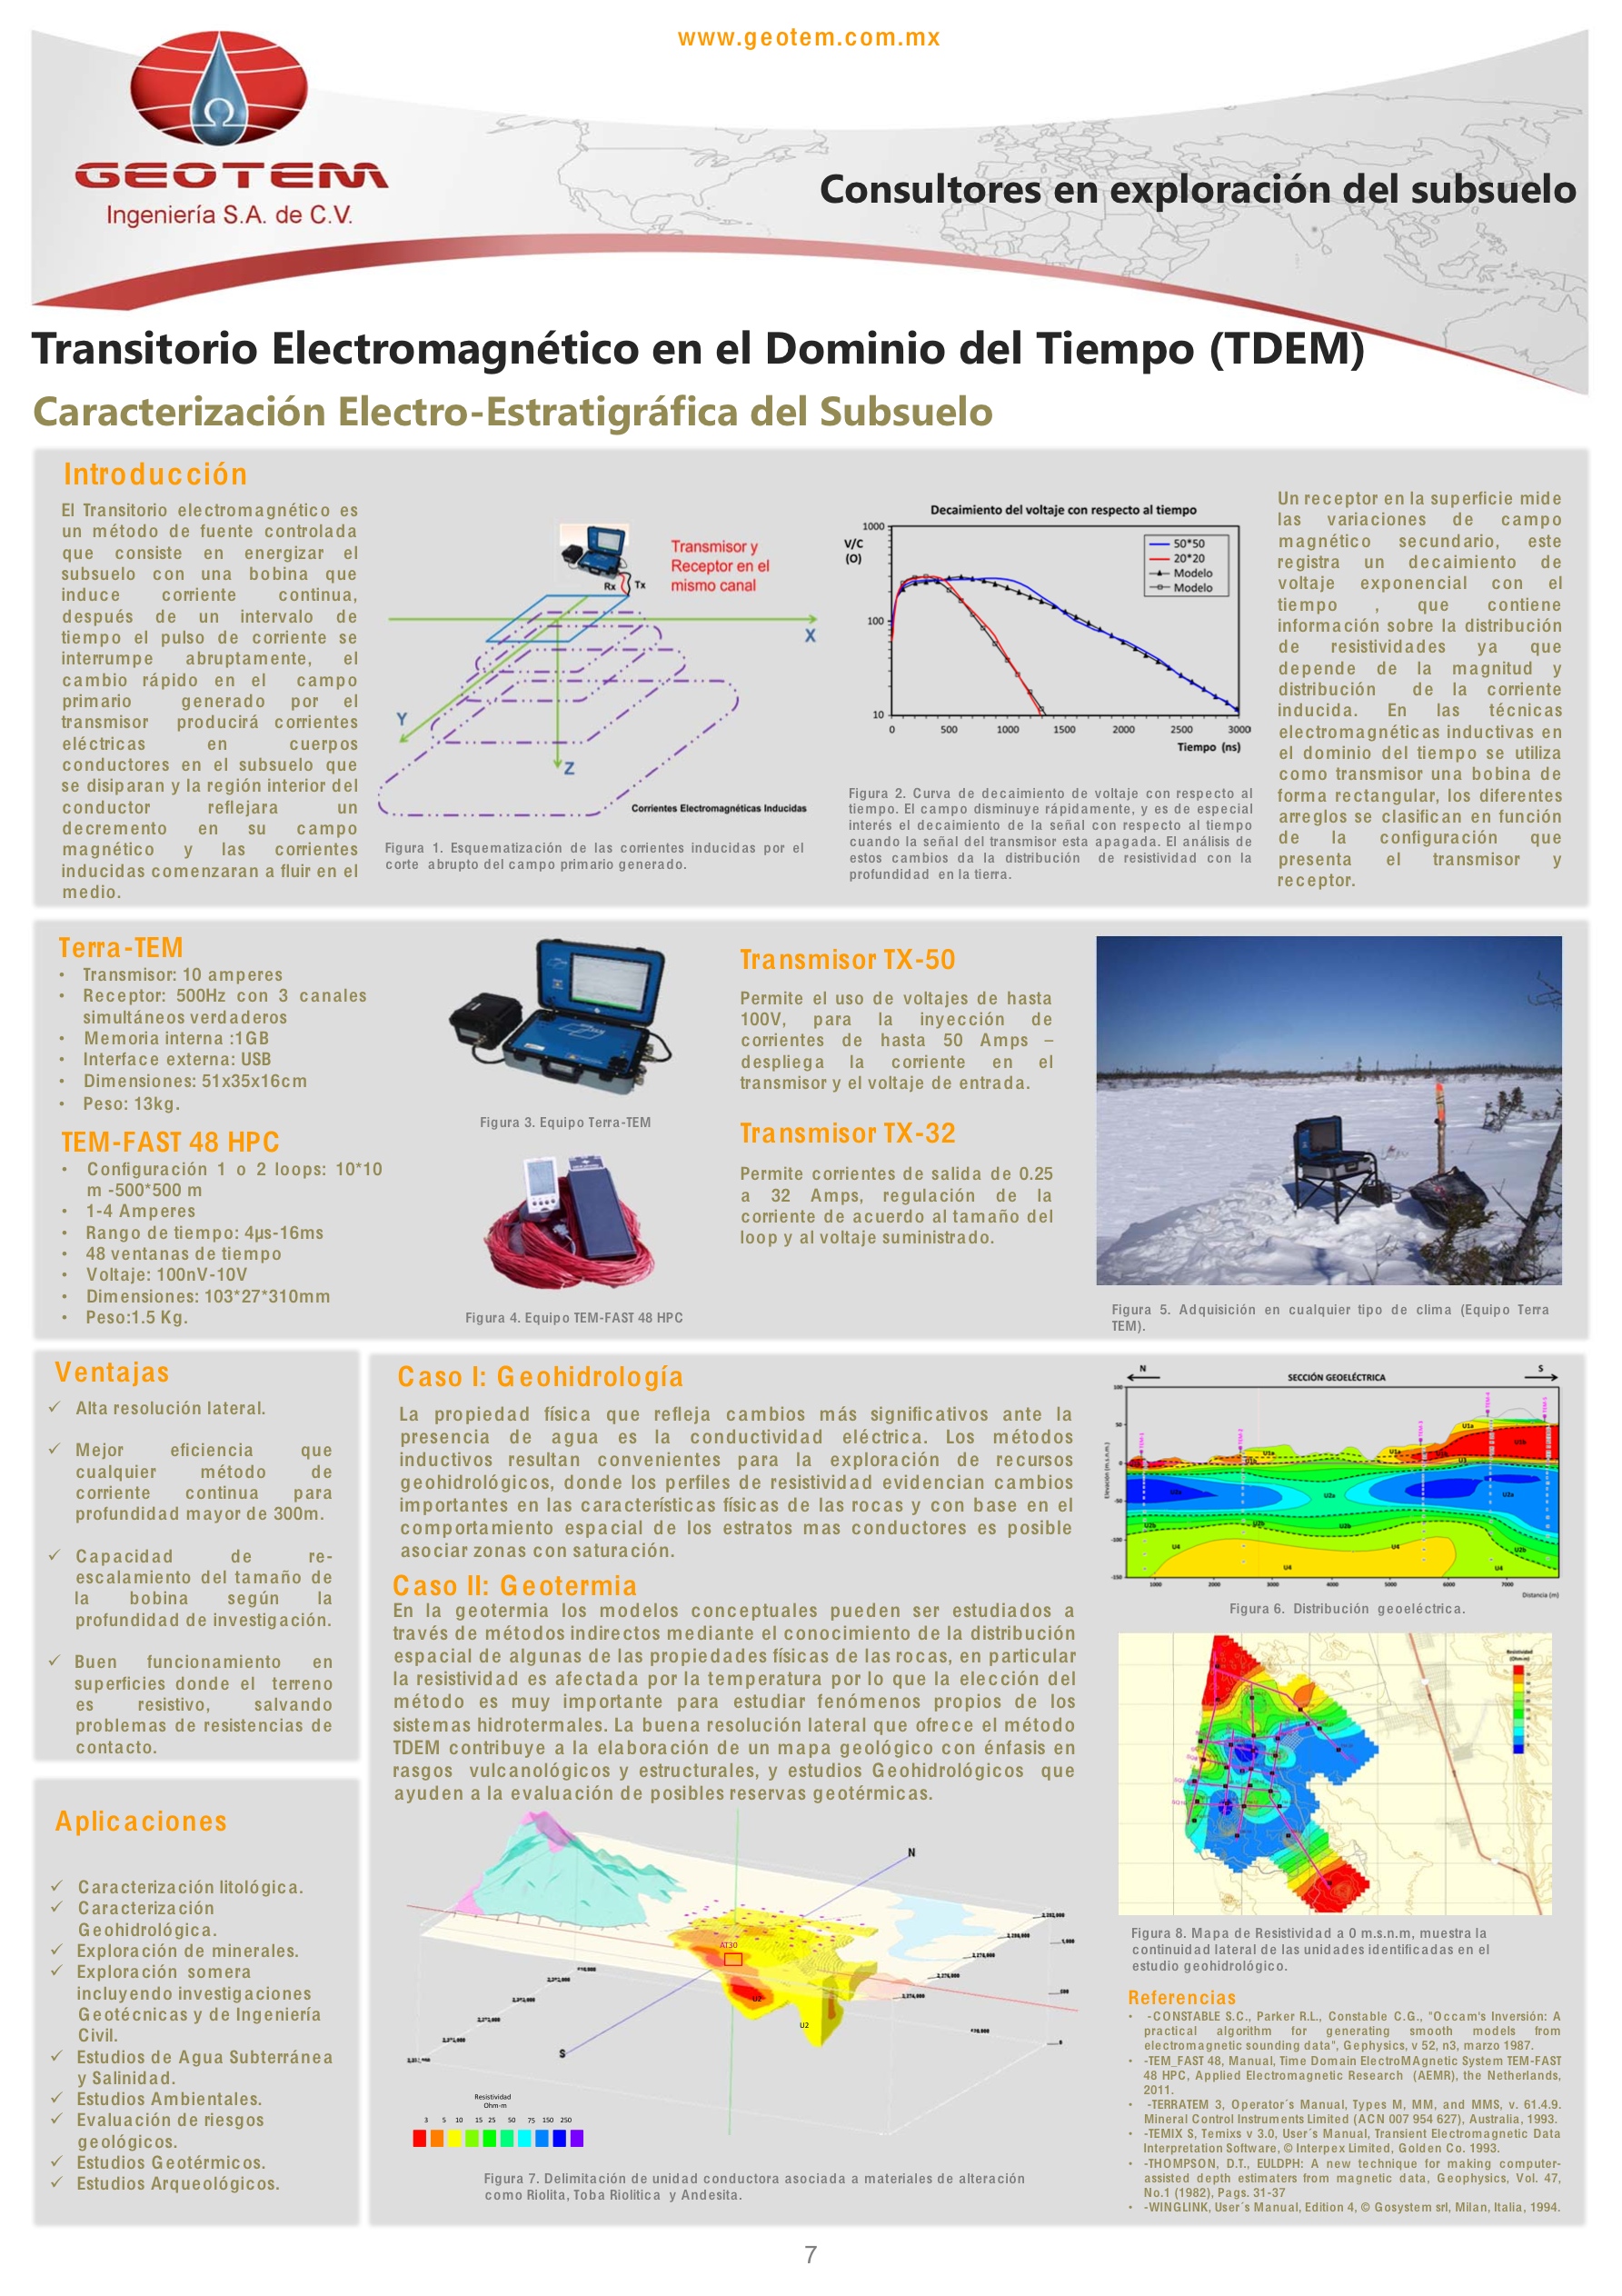 www.geotem.com.mx
GEOTEM
Ingeniería S.A. de C.V.
Consultores en exploración del subsuelo
Transitorio Electromagnético en el Dominio del Tiempo (TDEM)
Caracterización Electro-Estratigráfica del Subsuelo
Introducción
El Transitorio electromagnético es
un método de fuente controlada
que consiste en energizar el
subsuelo con una bobina que
induce corriente continua,
después de un intervalo de
tiempo el pulso de corriente se
interrumpe abruptamente, el
cambio rápido en el campo
primario generado por el
transmisor producirá corrientes
eléctricas en cuerpos
conductores en el subsuelo que
se disiparan y la región interior del
conductor reflejara un
decremento en su campo
magnético y las corrientes
inducidas comenzaran a fluir en el
medio.
Transmisor y
Receptor en el
mismo canal
Rx
Tx
X
Y
Z
Corrientes Electromagnéticas Inducidas
Figura 1. Esquematización de las corrientes inducidas por el
corte abrupto del campo primario generado.
Decaimiento del voltaje con respecto al tiempo
V/C
(O)
1000
100
10
50*50
20*20
Modelo
Modelo
0 500 1000 1500 2000 2500 3000
Tiempo (ns)
Figura 2. Curva de decaimiento de voltaje con respecto al
tiempo. El campo disminuye rápidamente, y es de especial
interés el decaimiento de la señal con respecto al tiempo
cuando la señal del transmisor esta apagada. El análisis de
estos cambios da la distribución de resistividad con la
profundidad en la tierra.
Un receptor en la superficie mide
las variaciones de campo
magnético secundario, este
registra un decaimiento de
voltaje exponencial con el
tiempo , que contiene
información sobre la distribución
de resistividades ya que
depende de la magnitud y
distribución de la corriente
inducida. En las técnicas
electromagnéticas inductivas en
el dominio del tiempo se utiliza
como transmisor una bobina de
forma rectangular, los diferentes
arreglos se clasifican en función
de la configuración que
presenta el transmisor y
receptor.
Terra-TEM
• Transmisor: 10 amperes
• Receptor: 500Hz con 3 canales
simultáneos verdaderos
• Memoria interna :1GB
• Interface externa: USB
• Dimensiones: 51x35x16cm
• Peso: 13kg.
TEM-FAST 48 HPC
• Configuración 1 o 2 loops: 10*10
m -500*500 m
• 1-4 Amperes
• Rango de tiempo: 4µs-16ms
• 48 ventanas de tiempo
• Voltaje: 100nV-10V
• Dimensiones: 103*27*310mm
• Peso:1.5 Kg.
Figura 3. Equipo Terra-TEM
Figura 4. Equipo TEM-FAST 48 HPC
Transmisor TX-50
Permite el uso de voltajes de hasta
100V, para la inyección de
corrientes de hasta 50 Amps –
despliega la corriente en el
transmisor y el voltaje de entrada.
Transmisor TX-32
Permite corrientes de salida de 0.25
a 32 Amps, regulación de la
corriente de acuerdo al tamaño del
loop y al voltaje suministrado.
Figura 5. Adquisición en cualquier tipo de clima (Equipo Terra
TEM).
Ventajas
✓ Alta resolución lateral.
✓ Mejor eficiencia que
cualquier método de
corriente continua para
profundidad mayor de 300m.
✓ Capacidad de re-
escalamiento del tamaño de
la bobina según la
profundidad de investigación.
✓ Buen funcionamiento en
superficies donde el terreno
es resistivo, salvando
problemas de resistencias de
contacto.
Aplicaciones
✓ Caracterización litológica.
✓ Caracterización
Geohidrológica.
✓ Exploración de minerales.
✓ Exploración somera
incluyendo investigaciones
Geotécnicas y de Ingeniería
Civil.
✓ Estudios de Agua Subterránea
y Salinidad.
✓ Estudios Ambientales.
✓ Evaluación de riesgos
geológicos.
✓ Estudios Geotérmicos.
✓ Estudios Arqueológicos.
Caso I: Geohidrología
La propiedad física que refleja cambios más significativos ante la
presencia de agua es la conductividad eléctrica. Los métodos
inductivos resultan convenientes para la exploración de recursos
geohidrológicos, donde los perfiles de resistividad evidencian cambios
importantes en las características físicas de las rocas y con base en el
comportamiento espacial de los estratos mas conductores es posible
asociar zonas con saturación.
Caso II: Geotermia
En la geotermia los modelos conceptuales pueden ser estudiados a
través de métodos indirectos mediante el conocimiento de la distribución
espacial de algunas de las propiedades físicas de las rocas, en particular
la resistividad es afectada por la temperatura por lo que la elección del
método es muy importante para estudiar fenómenos propios de los
sistemas hidrotermales. La buena resolución lateral que ofrece el método
TDEM contribuye a la elaboración de un mapa geológico con énfasis en
rasgos vulcanológicos y estructurales, y estudios Geohidrológicos que
ayuden a la evaluación de posibles reservas geotérmicas.
N
S
AT30
U2
U2
Resistividad
Ohm-m
3 5 10 15 25 50 75 150 250
Figura 7. Delimitación de unidad conductora asociada a materiales de alteración
como Riolita, Toba Riolitica y Andesita.
N
S
SECCIÓN GEOELÉCTRICA
Elevación (m.s.n.m.)
100
50
0
-50
-100
-150
U1a
U2a
U2b
U4
1000 2000 3000 4000 5000 6000 7000
Distancia (m)
Figura 6. Distribución geoeléctrica.
Resistividad
(Ohm-m)
Figura 8. Mapa de Resistividad a 0 m.s.n.m, muestra la
continuidad lateral de las unidades identificadas en el
estudio geohidrológico.
Referencias
• -CONSTABLE S.C., Parker R.L., Constable C.G., "Occam's Inversión: A
practical algorithm for generating smooth models from
electromagnetic sounding data", Gephysics, v 52, n3, marzo 1987.
• -TEM_FAST 48, Manual, Time Domain ElectroMAgnetic System TEM-FAST
48 HPC, Applied Electromagnetic Research (AEMR), the Netherlands,
2011.
• -TERRATEM 3, Operator´s Manual, Types M, MM, and MMS, v. 61.4.9.
Mineral Control Instruments Limited (ACN 007 954 627), Australia, 1993.
• -TEMIX S, Temixs v 3.0, User´s Manual, Transient Electromagnetic Data
Interpretation Software, © Interpex Limited, Golden Co. 1993.
• -THOMPSON, D.T., EULDPH: A new technique for making computer-
assisted depth estimaters from magnetic data, Geophysics, Vol. 47,
No.1 (1982), Pags. 31-37
• -WINGLINK, User´s Manual, Edition 4, © Gosystem srl, Milan, Italia, 1994.
7